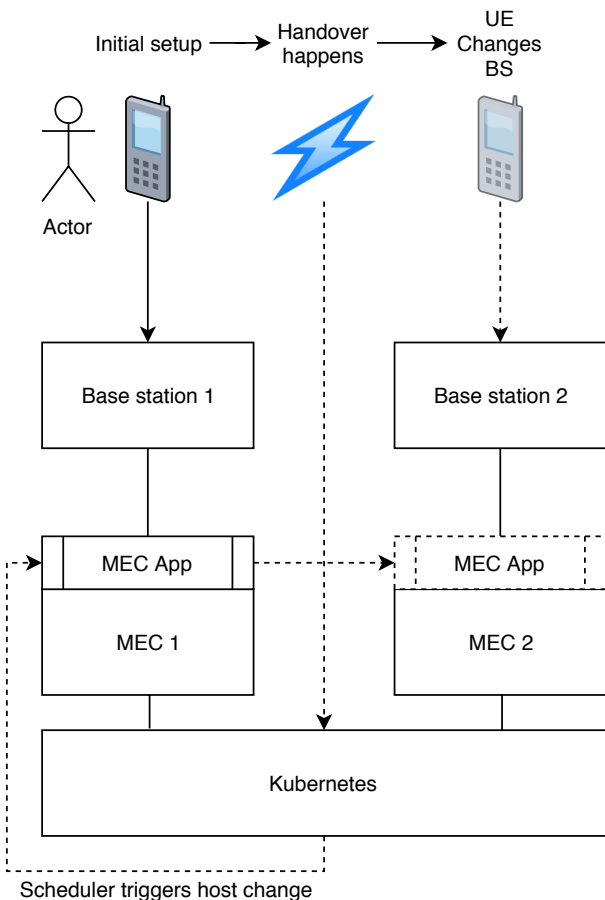 Initial setup
Handover
happens
UE
Changes
BS
Actor
Base station 1
Base station 2
MEC App
MEC App
MEC 1
MEC 2
Kubernetes
Scheduler triggers host change